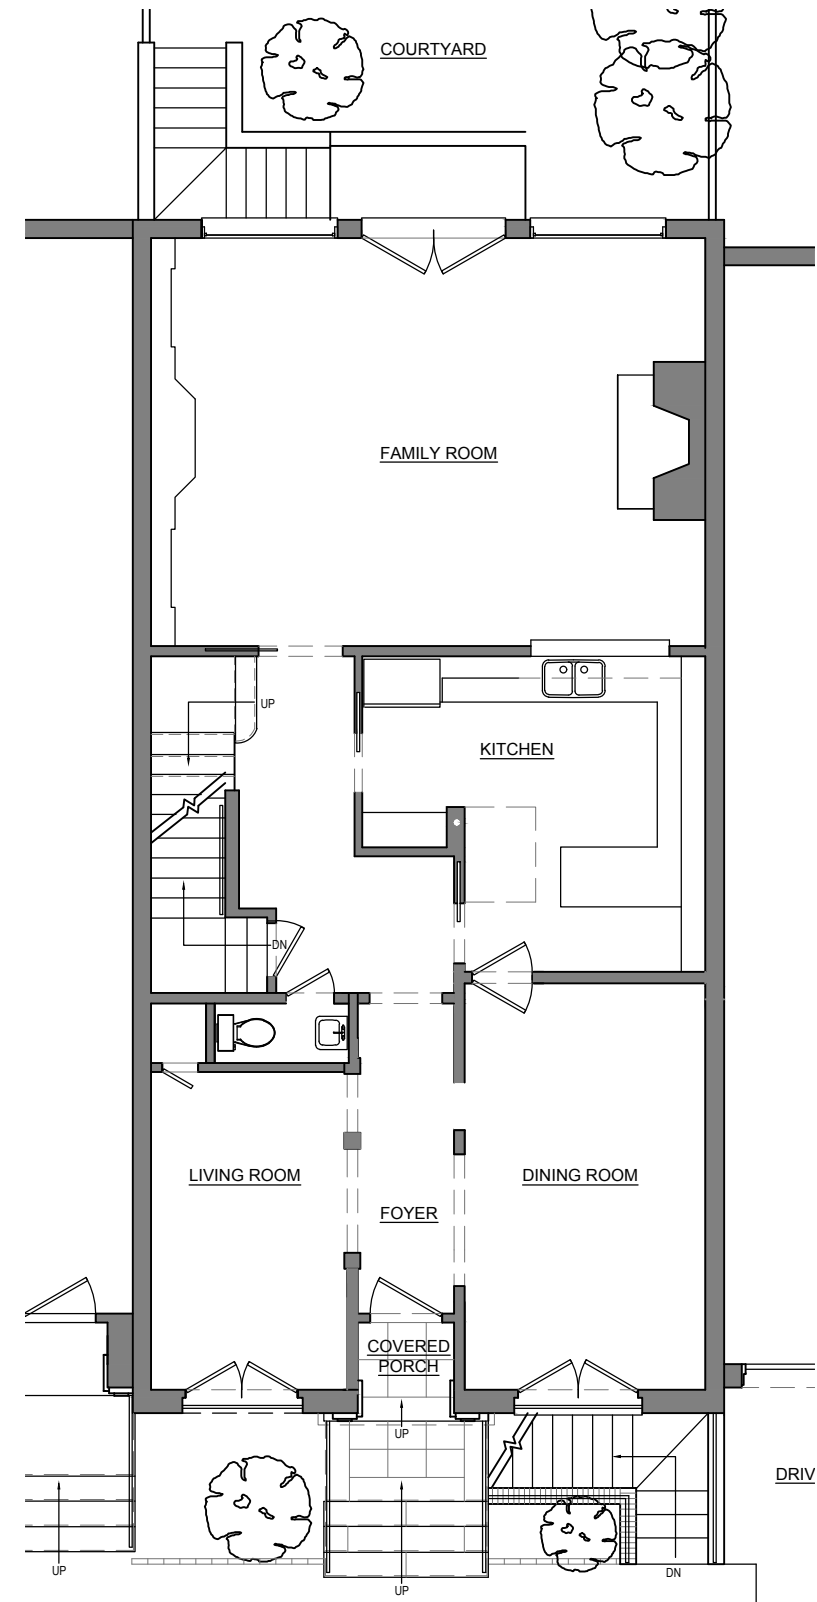 COURTYARD
FAMILY ROOM
UP
KITCHEN
DN
LIVING ROOM
DINING ROOM
FOYER
COVERED
PORCH
UP
DRIV
UP
DN
UP